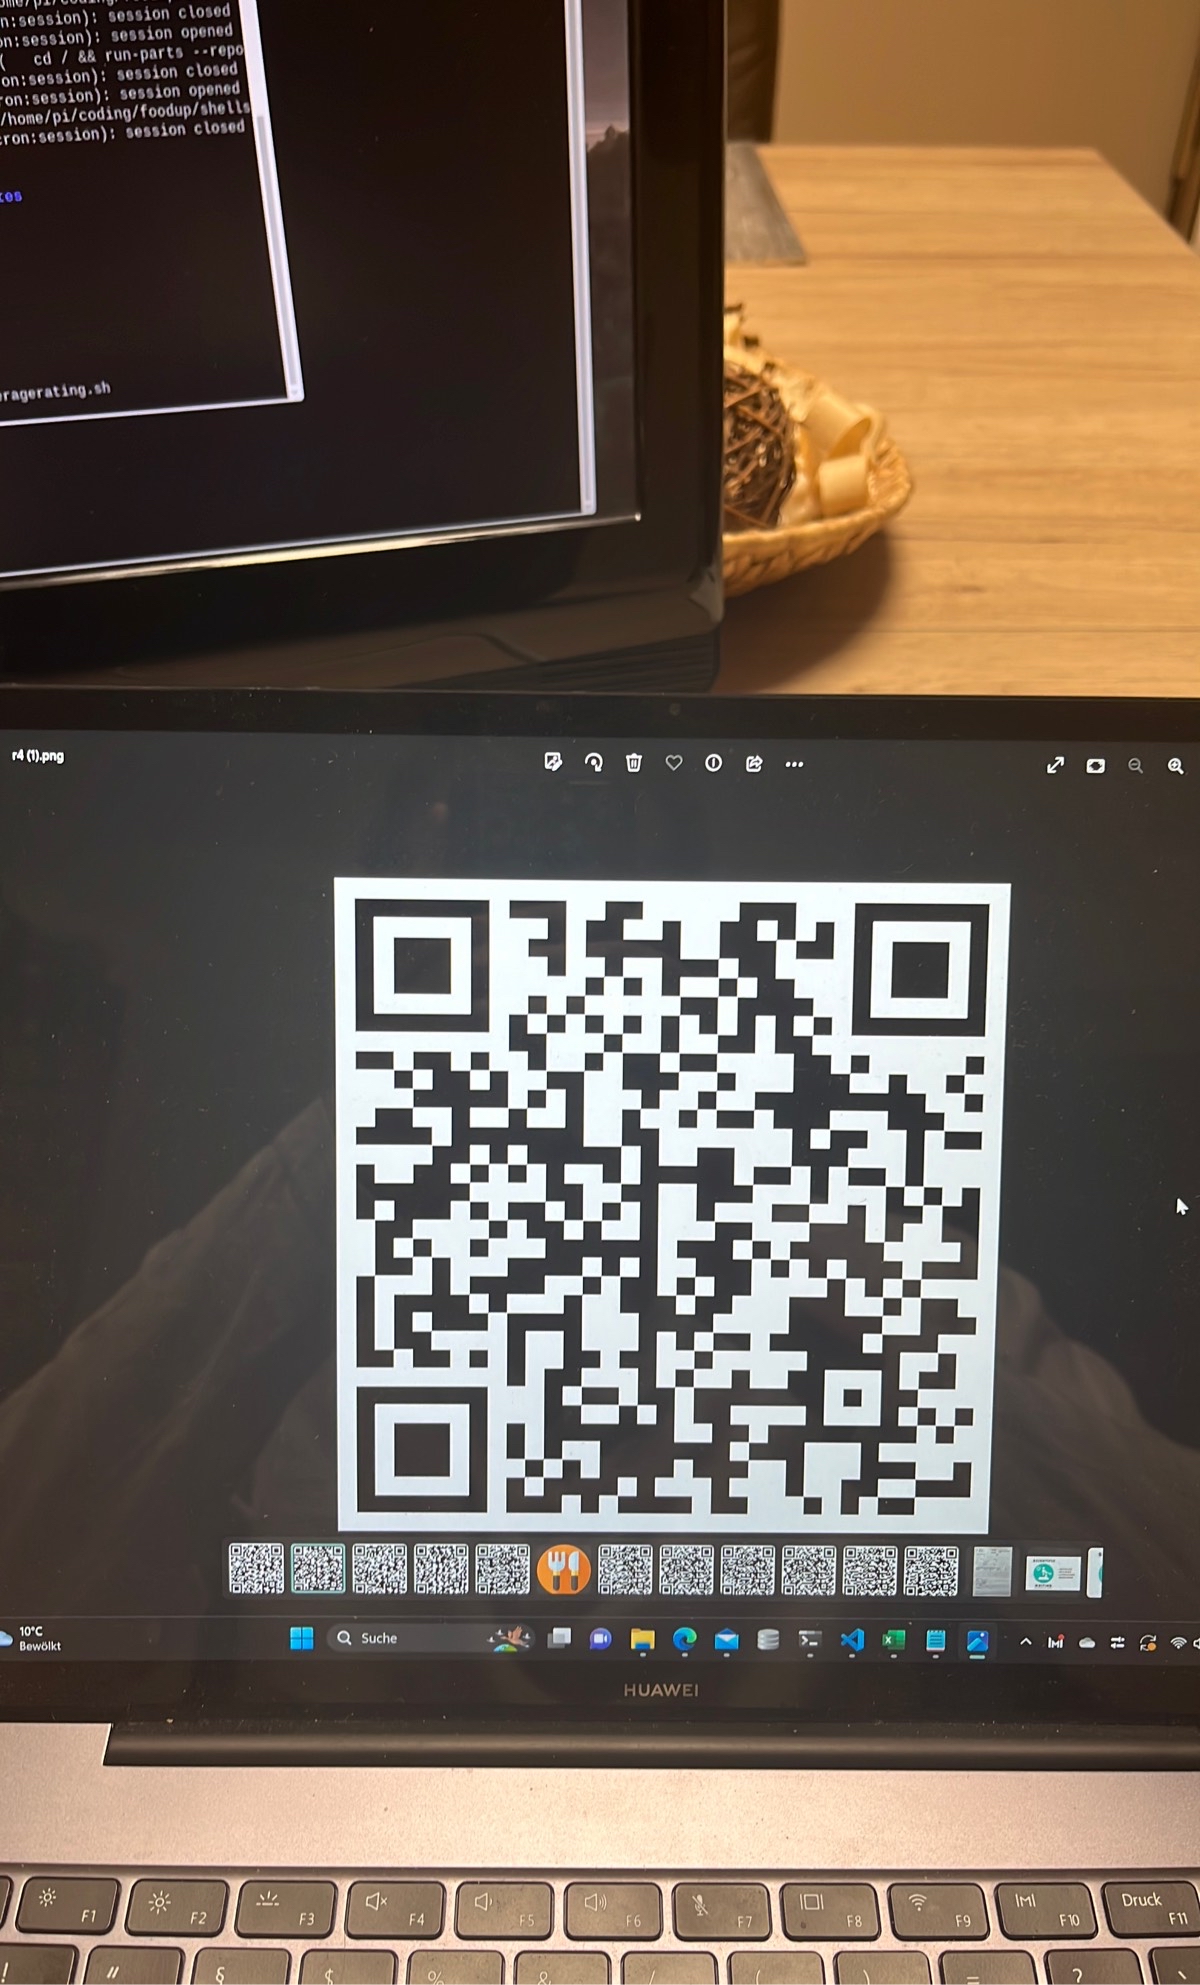 n:session): session closed
on:session): session opened
( cd / && run-parts --repo
on:session): session closed
ron:session): session opened
/home/pi/coding/foodup/shells
cron:session): session closed
ragerating.sh
r4 (1).png
10°C
Bewölkt
Suche
HUAWEI
F1
F2
F3
F4
F5
F6
F7
F8
F9
F10
Druck
F11
! " § $ % & / ( ) = ?